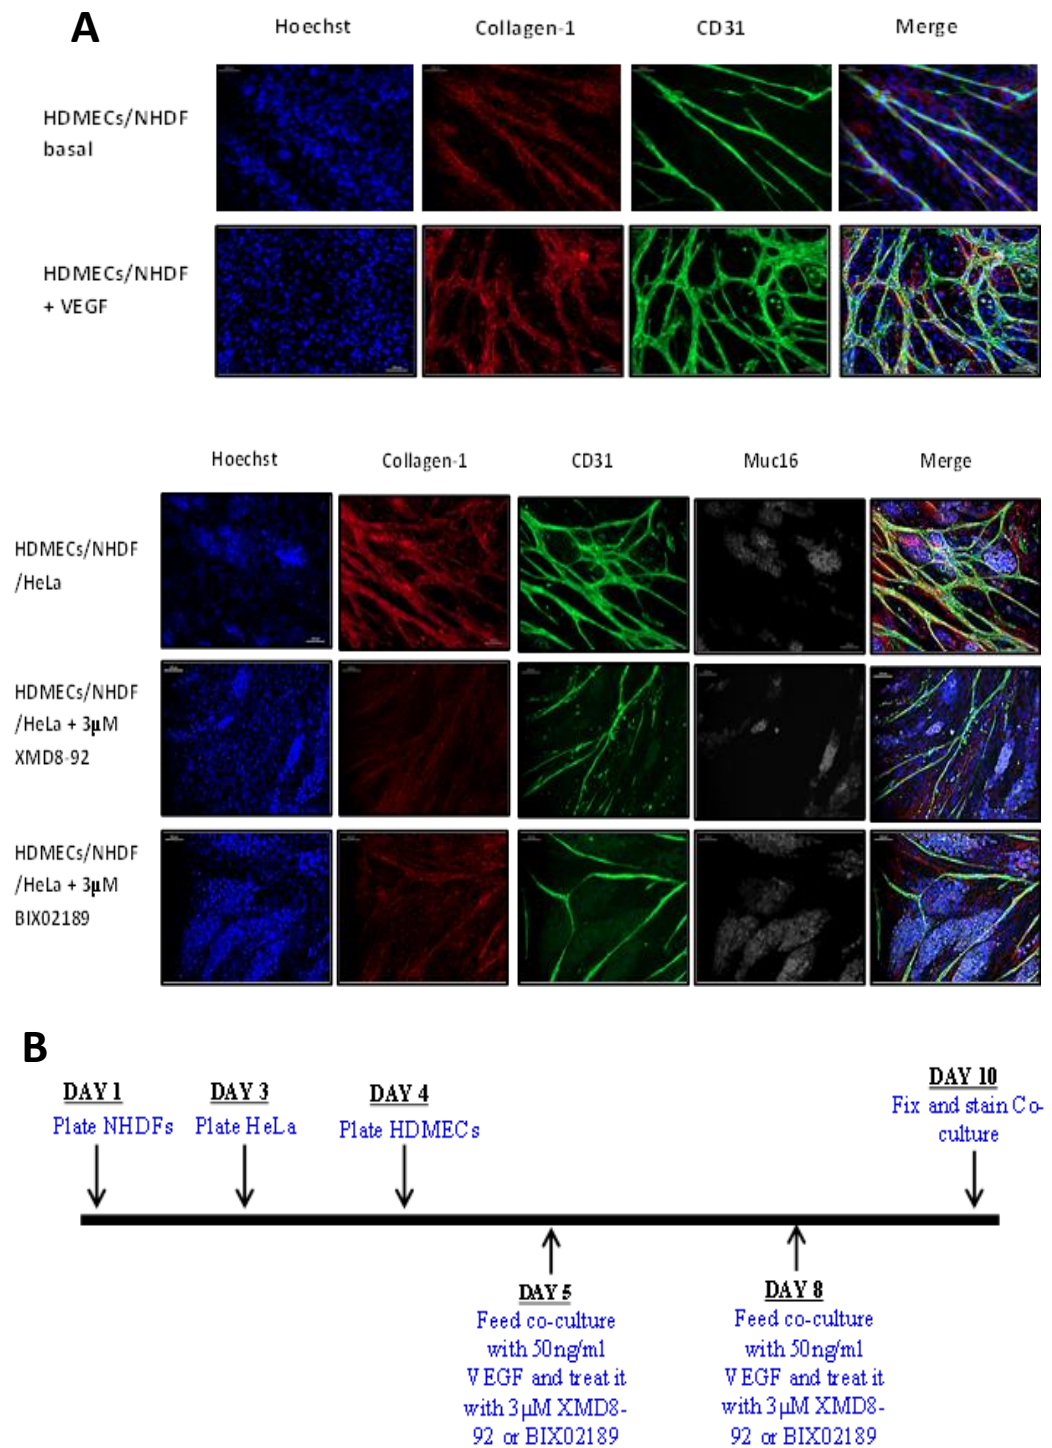 A
Hoechst Collagen-1 CD31 Merge
HDMECs/NHDF
basal
HDMECs/NHDF
+ VEGF
Hoechst Collagen-1 CD31 Muc16 Merge
HDMECs/NHDF
/HeLa
HDMECs/NHDF
/HeLa + 3μM
XMD8-92
HDMECs/NHDF
/HeLa + 3μM
BIX02189
B
DAY 1
Plate NHDFs
DAY 3
Plate HeLa
DAY 4
Plate HDMECs
DAY 10
Fix and stain Co-
culture
DAY 5
Feed co-culture
with 50ng/ml
VEGF and treat it
with 3μM XMD8-
92 or BIX02189
DAY 8
Feed co-culture
with 50ng/ml
VEGF and treat it
with 3μM XMD8-
92 or BIX02189